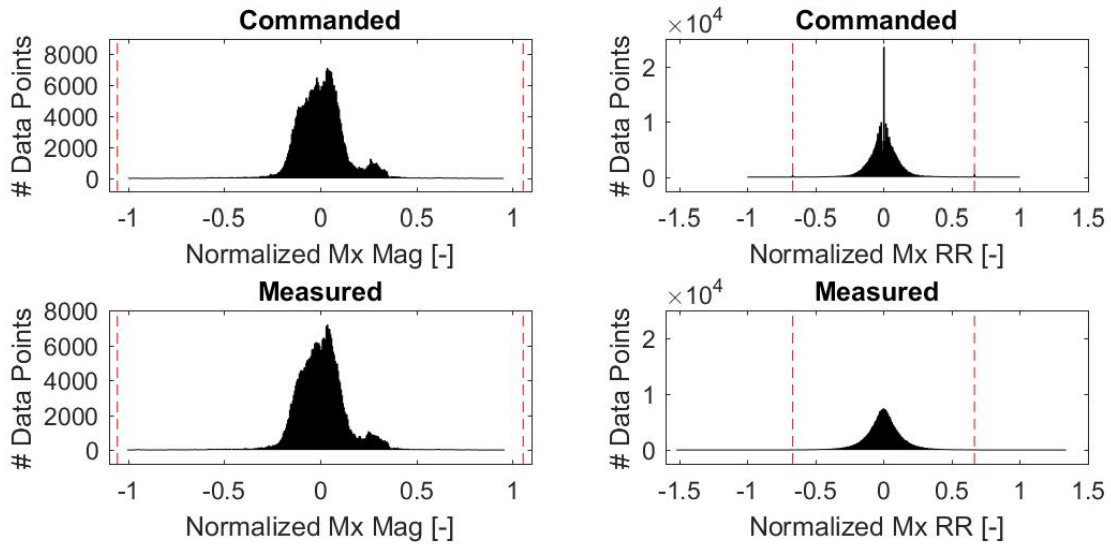 Commanded
# Data Points
8000
6000
4000
2000
0
-1 -0.5 0 0.5 1
Normalized Mx Mag [-]
Commanded
×10^4
# Data Points
2
1
0
-1.5 -1 -0.5 0 0.5 1 1.5
Normalized Mx RR [-]
Measured
# Data Points
8000
6000
4000
2000
0
-1 -0.5 0 0.5 1
Normalized Mx Mag [-]
Measured
×10^4
# Data Points
2
1
0
-1.5 -1 -0.5 0 0.5 1 1.5
Normalized Mx RR [-]